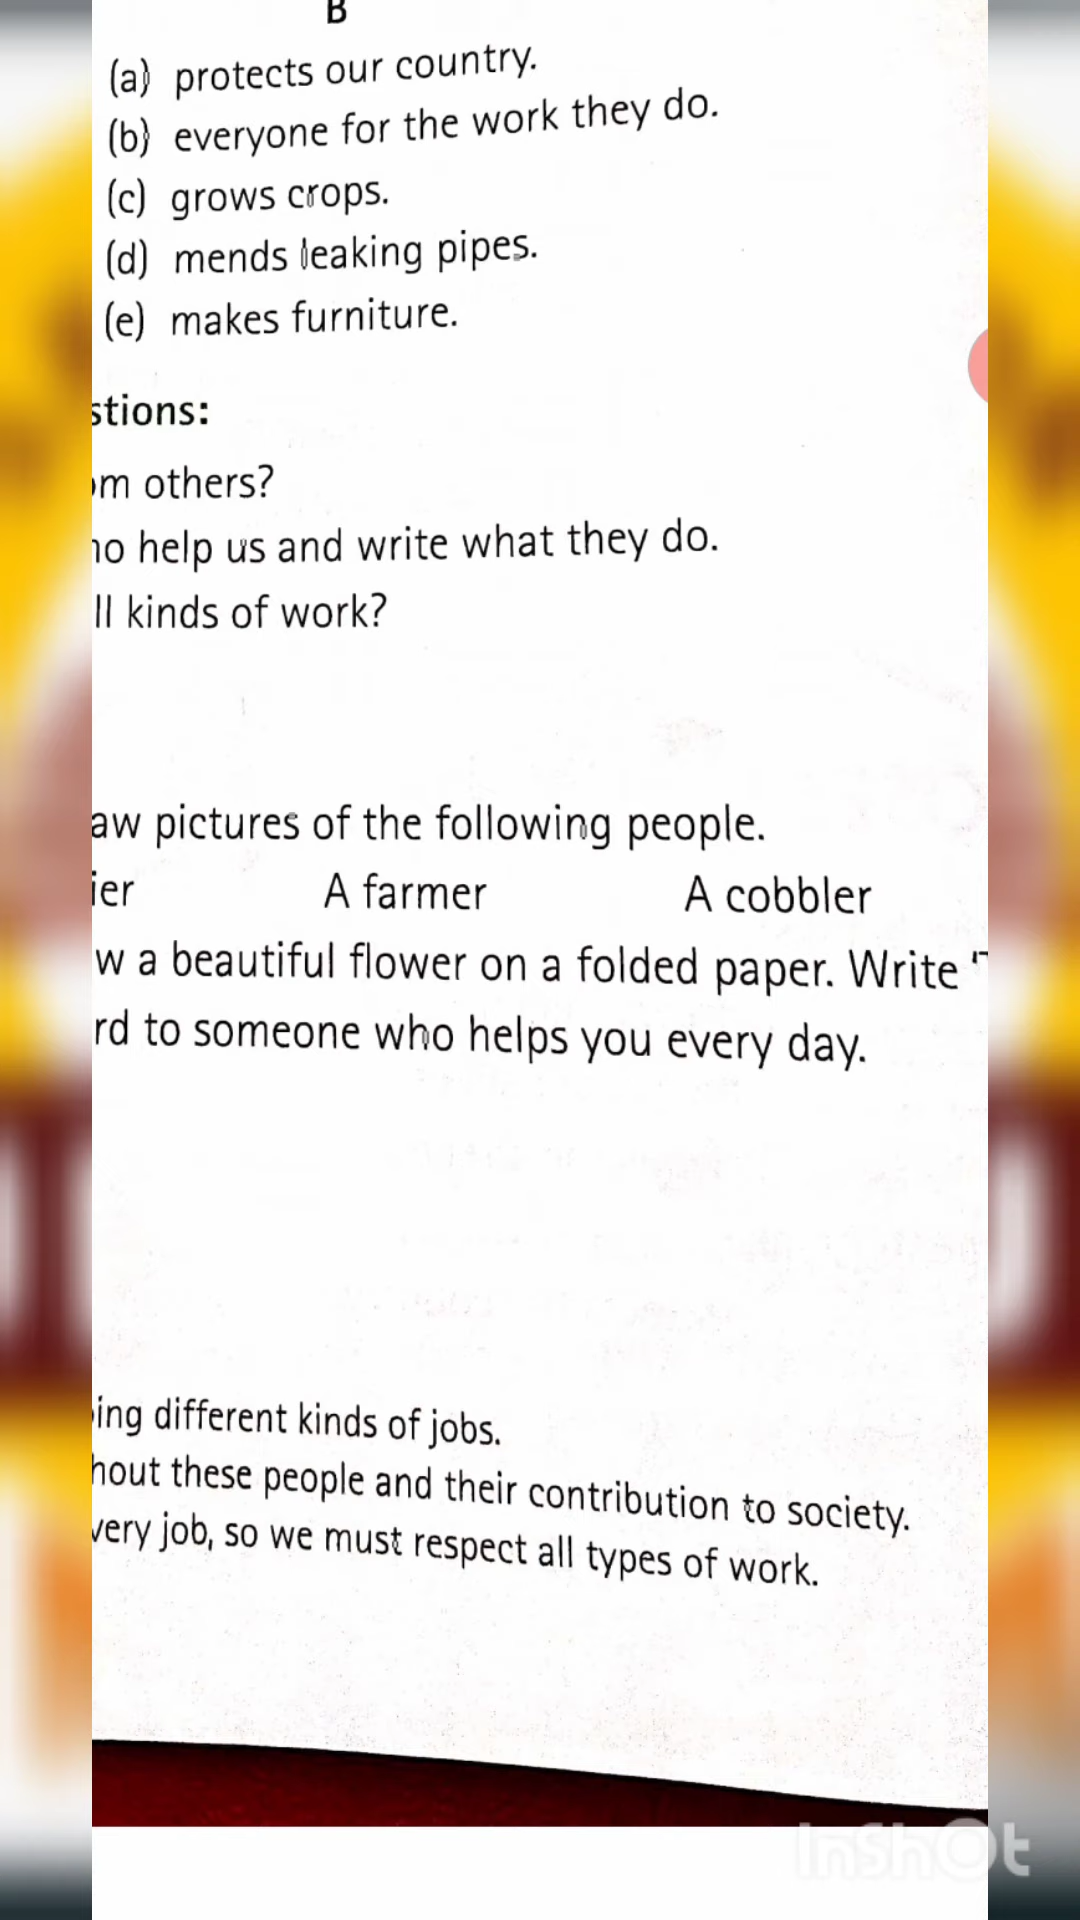 B
(a) protects our country.
(b) everyone for the work they do.
(c) grows crops.
(d) mends leaking pipes.
(e) makes furniture.
stions:
om others?
ho help us and write what they do.
ll kinds of work?
aw pictures of the following people.
ier A farmer A cobbler
w a beautiful flower on a folded paper. Write
rd to someone who helps you every day.
ing different kinds of jobs.
hout these people and their contribution to society.
very job, so we must respect all types of work.
InShOt